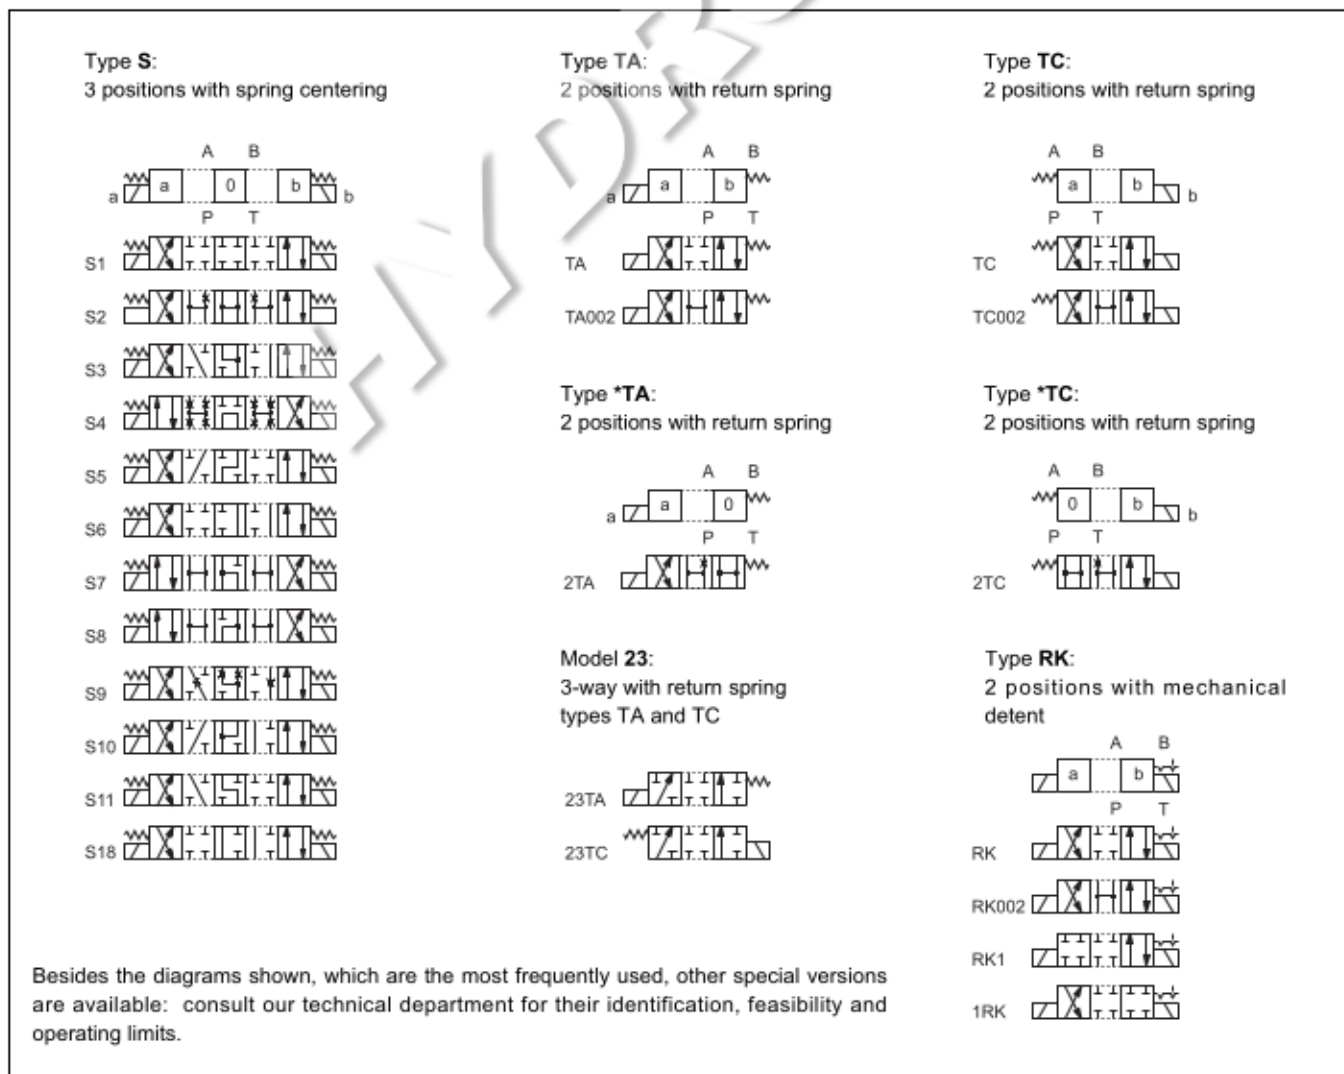 HYDRO
Type S:
3 positions with spring centering
A B
a a 0 b b
P T
S1
S2
S3
S4
S5
S6
S7
S8
S9
S10
S11
S18
Type TA:
2 positions with return spring
A B
a a b
P T
TA
TA002
Type TC:
2 positions with return spring
A B
a b b
P T
TC
TC002
Type *TA:
2 positions with return spring
A B
a a 0
P T
2TA
Type *TC:
2 positions with return spring
A B
0 b b
P T
2TC
Model 23:
3-way with return spring
types TA and TC
23TA
23TC
Type RK:
2 positions with mechanical
detent
A B
a b
P T
RK
RK002
RK1
1RK
Besides the diagrams shown, which are the most frequently used, other special versions
are available: consult our technical department for their identification, feasibility and
operating limits.